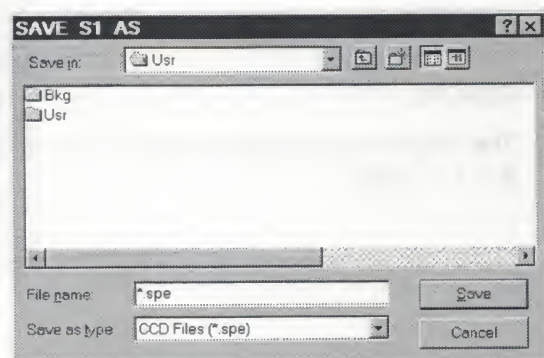 SAVE S1 AS
Save in: Usr
Bkg
Usr
File name: *.spe
Save
Save as type CCD Files (*.spe)
Cancel